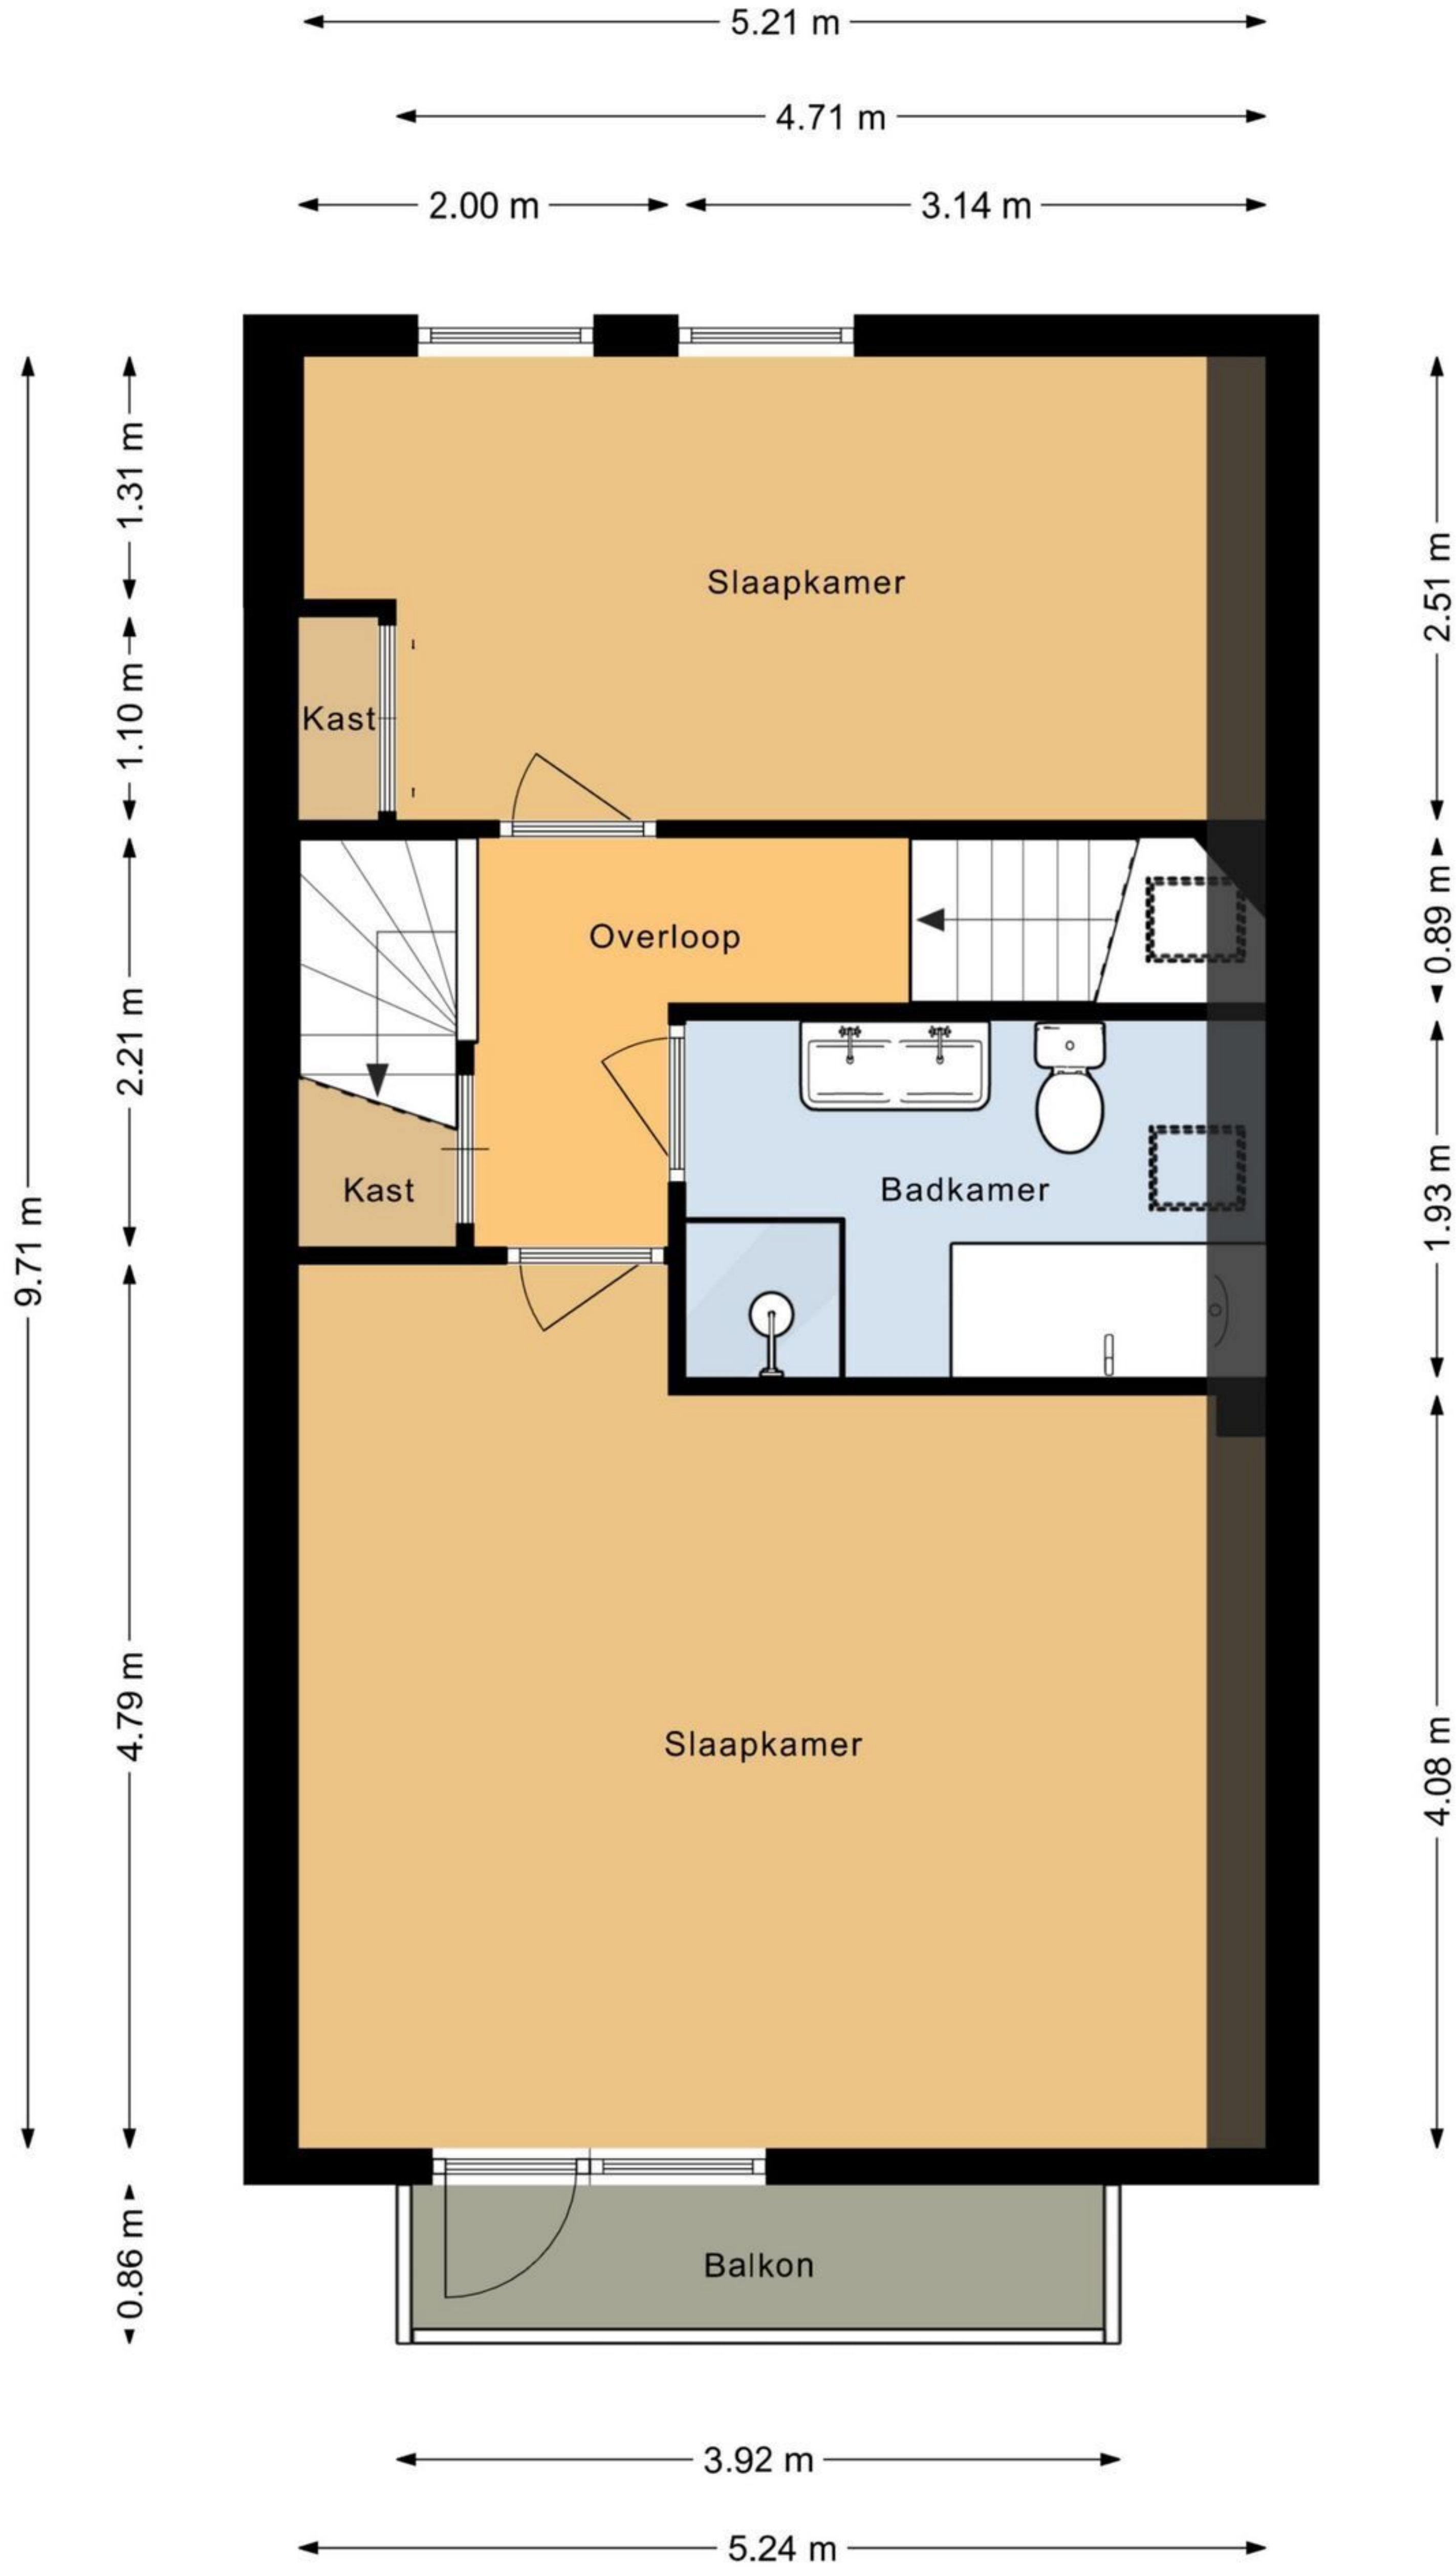 5.21 m
4.71 m
2.00 m
3.14 m
1.31 m
2.51 m
Slaapkamer
1.10 m
Kast
0.89 m
Overloop
2.21 m
1.93 m
Kast
Badkamer
9.71 m
4.79 m
Slaapkamer
4.08 m
0.86 m
Balkon
3.92 m
5.24 m